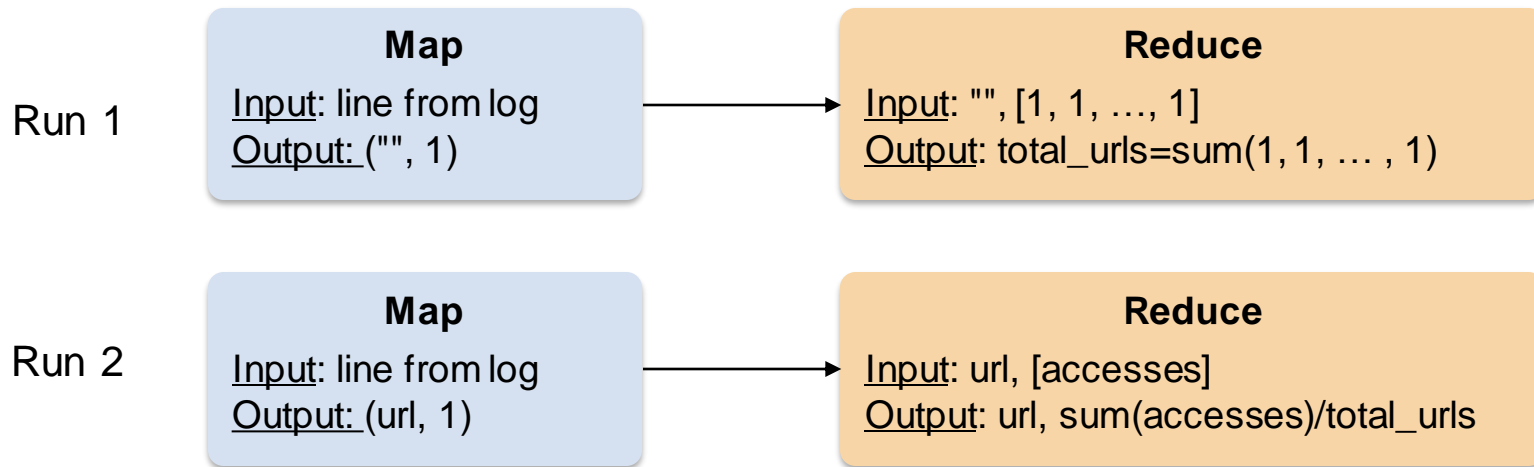 Run 1
Map
Input: line from log
Output: ("", 1)
Reduce
Input: "", [1, 1, …, 1]
Output: total_urls=sum(1, 1, … , 1)
Run 2
Map
Input: line from log
Output: (url, 1)
Reduce
Input: url, [accesses]
Output: url, sum(accesses)/total_urls